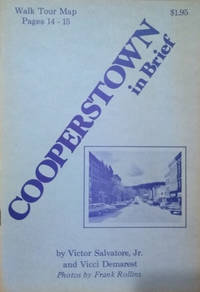 Walk Tour Map
Pages 14 - 15
$1.95
COOPERSTOWN
in Brief
by Victor Salvatore, Jr.
and Vicci Demarest
Photos by Frank Rollins